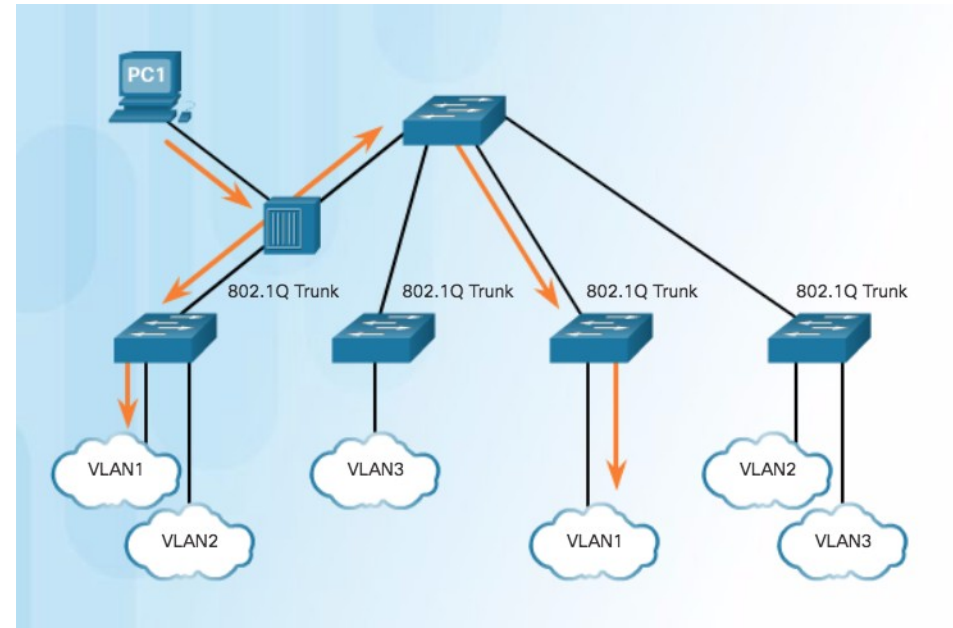 PC1
802.1Q Trunk
802.1Q Trunk
802.1Q Trunk
802.1Q Trunk
VLAN1
VLAN3
VLAN2
VLAN2
VLAN1
VLAN3